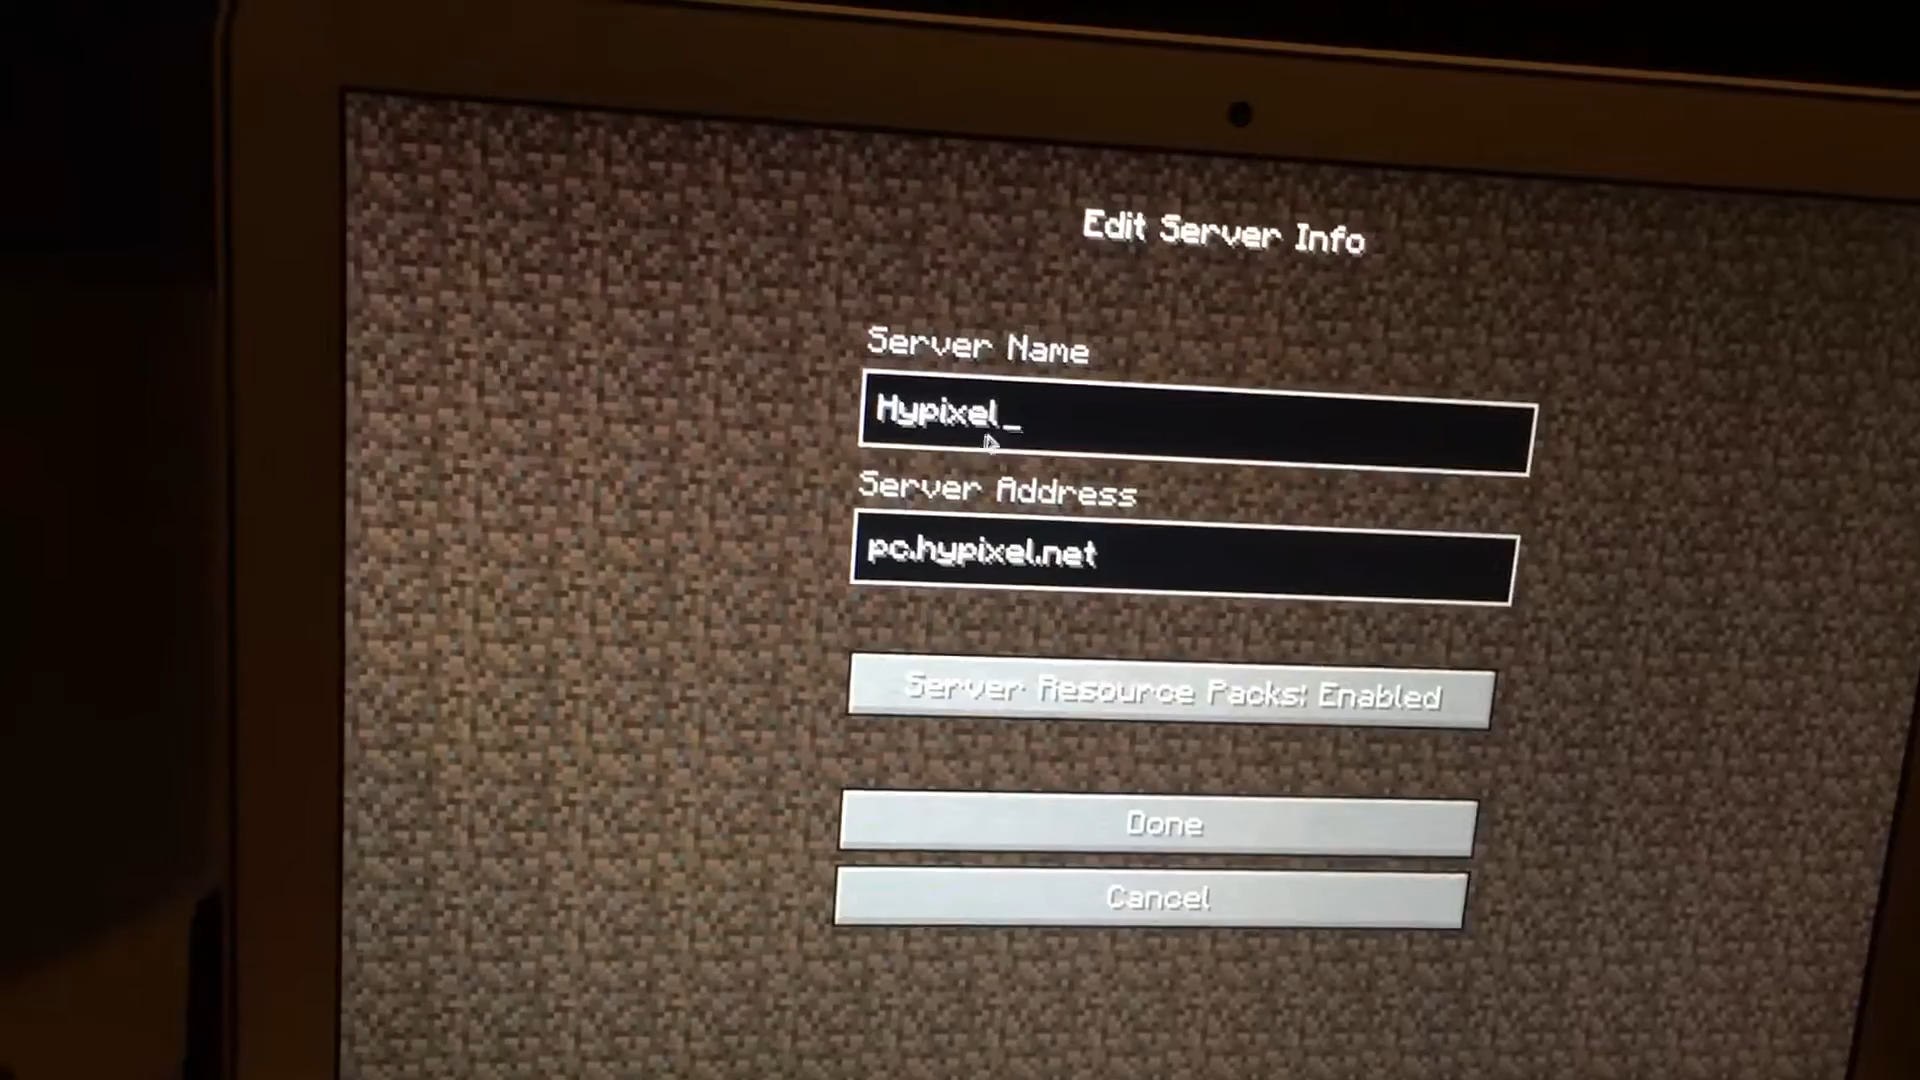 Edit Server Info
Server Name
Hypixel_
Server Address
pc.hypixel.net
Server Resource Packs: Enabled
Done
Cancel